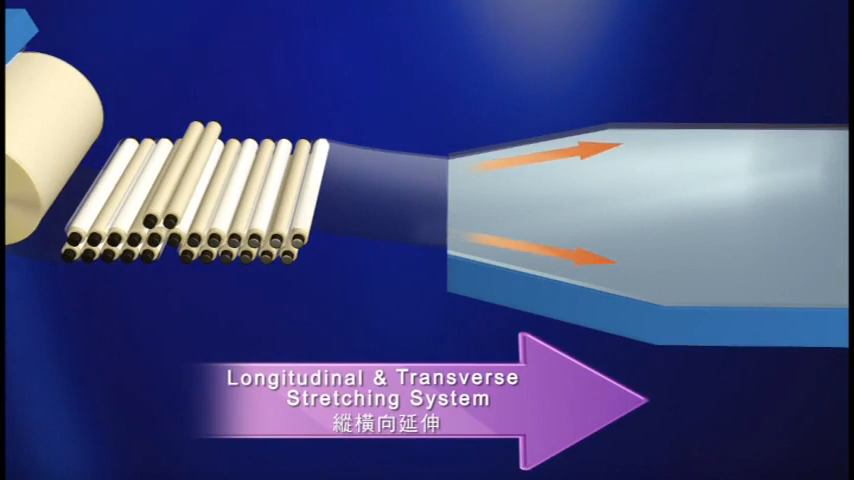 Longitudinal & Transverse
Stretching System
縱橫向延伸